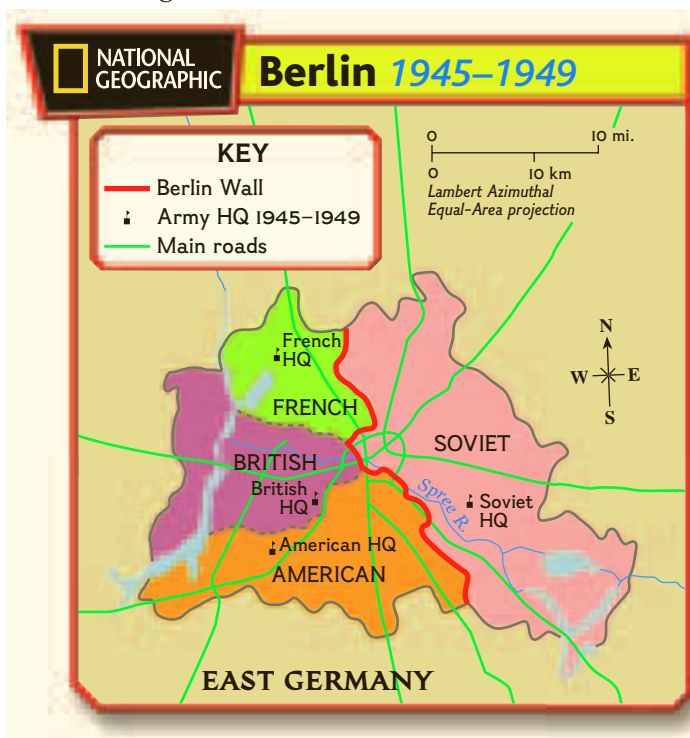 NATIONAL
GEOGRAPHIC
Berlin 1945–1949
KEY
Berlin Wall
Army HQ 1945–1949
Main roads
0 10 mi.
0 10 km
Lambert Azimuthal
Equal-Area projection
N
W E
S
French
HQ
FRENCH
SOVIET
BRITISH
British
HQ
Spree R.
Soviet
HQ
American HQ
AMERICAN
EAST GERMANY